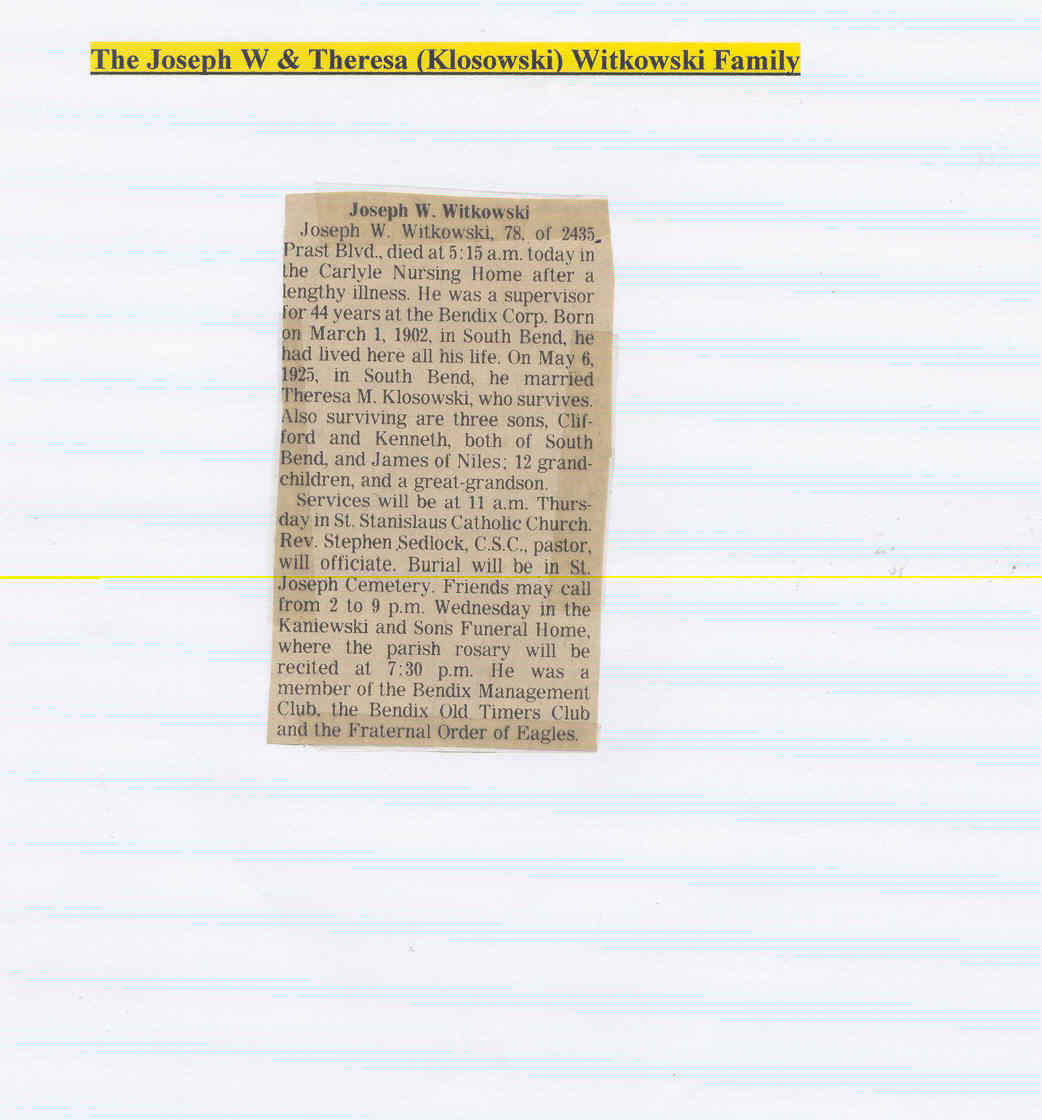 The Joseph W & Theresa (Klosowski) Witkowski Family
Joseph W. Witkowski
Joseph W. Witkowski, 78, of 2435
Prast Blvd., died at 5:15 a.m. today in
the Carlyle Nursing Home after a
lengthy illness. He was a supervisor
for 44 years at the Bendix Corp. Born
on March 1, 1902, in South Bend, he
had lived here all his life. On May 6,
1925, in South Bend, he married
Theresa M. Klosowski, who survives.
Also surviving are three sons, Clif-
ford and Kenneth, both of South
Bend, and James of Niles; 12 grand-
children, and a great-grandson.
Services will be at 11 a.m. Thurs-
day in St. Stanislaus Catholic Church.
Rev. Stephen Sedlock, C.S.C., pastor,
will officiate. Burial will be in St.
Joseph Cemetery. Friends may call
from 2 to 9 p.m. Wednesday in the
Kaniewski and Sons Funeral Home,
where the parish rosary will be
recited at 7:30 p.m. He was a
member of the Bendix Management
Club, the Bendix Old Timers Club
and the Fraternal Order of Eagles.